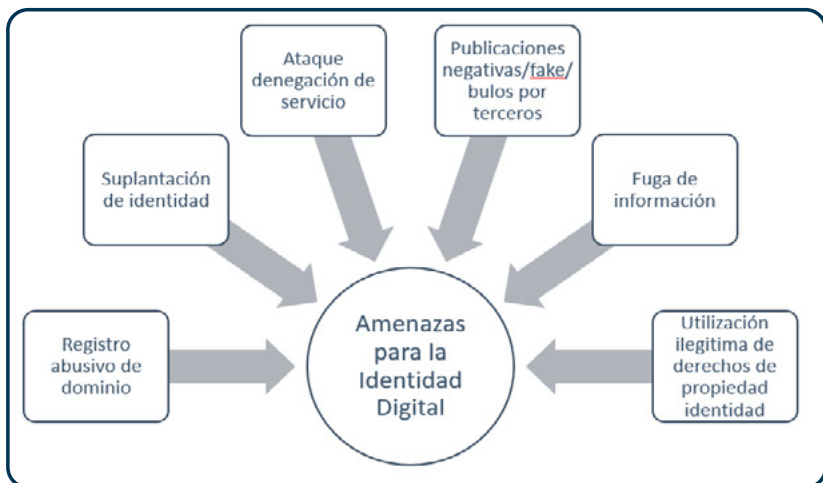 Ataque
denegación de
servicio
Publicaciones
negativas/fake/
bulos por
terceros
Suplantación
de identidad
Fuga de
información
Registro
abusivo de
dominio
Amenazas
para la
Identidad
Digital
Utilización
ilegitima de
derechos de
propiedad
identidad